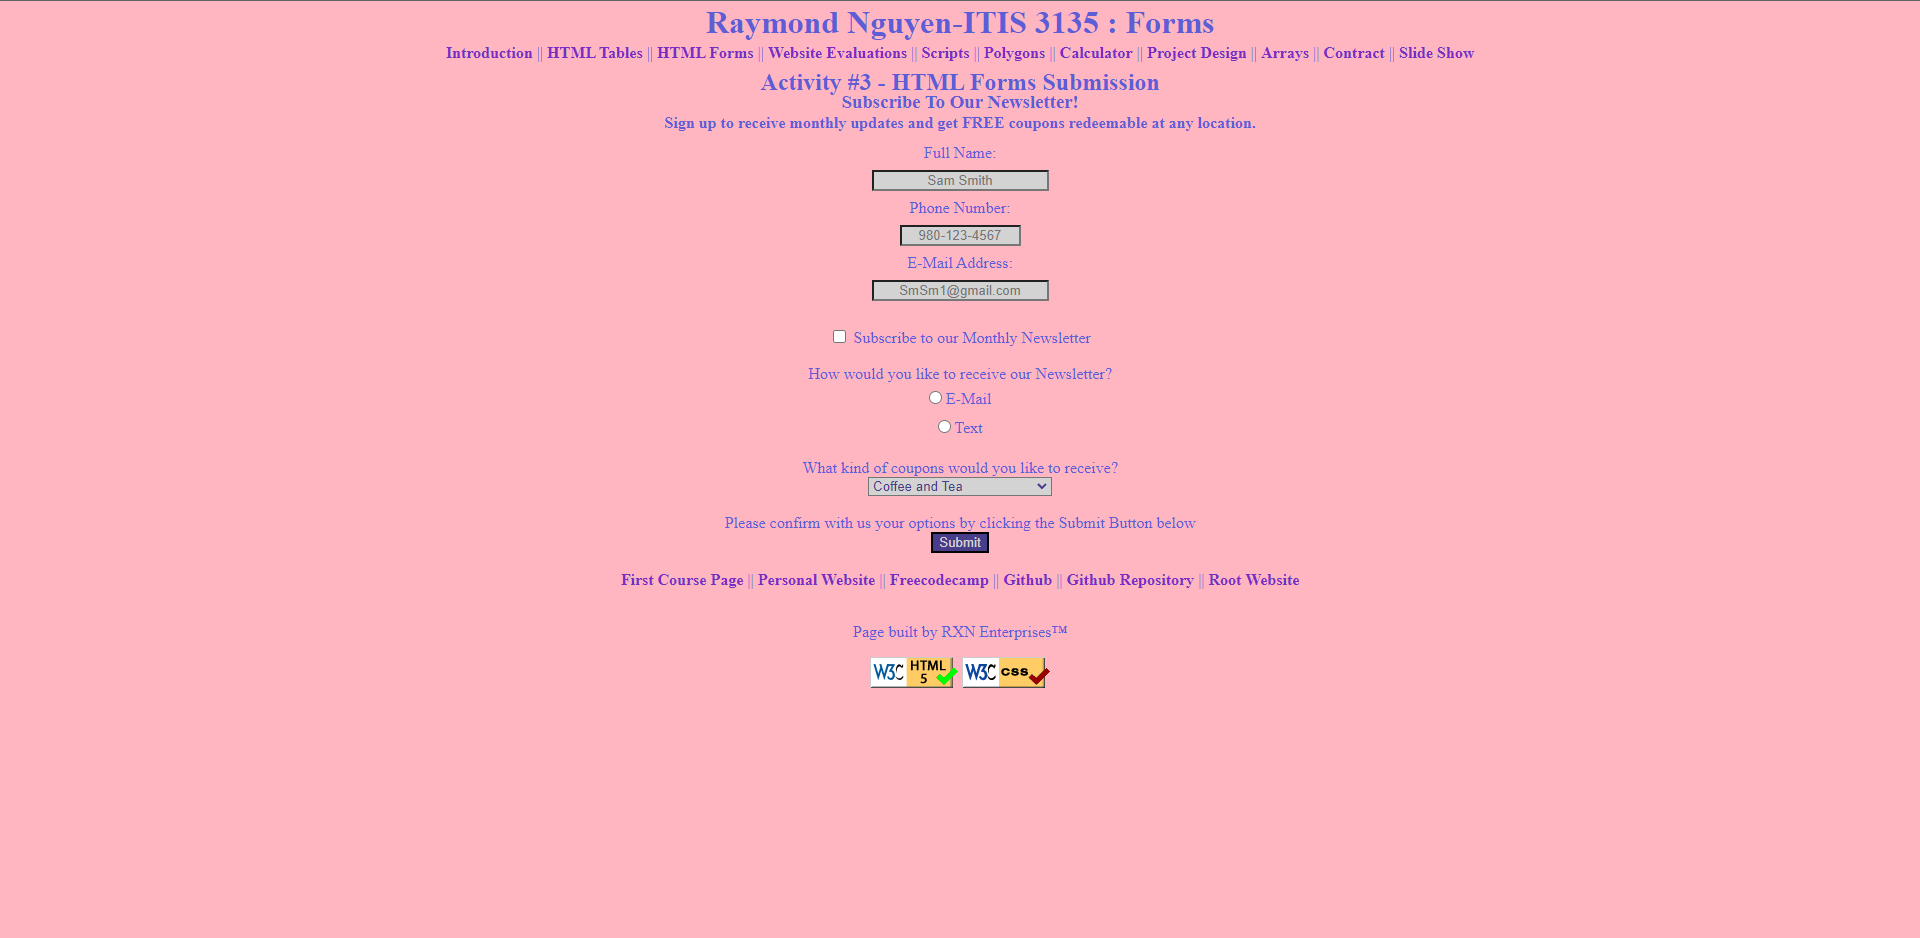 Raymond Nguyen-ITIS 3135 : Forms
Introduction || HTML Tables || HTML Forms || Website Evaluations || Scripts || Polygons || Calculator || Project Design || Arrays || Contract || Slide Show
Activity #3 - HTML Forms Submission
Subscribe To Our Newsletter!
Sign up to receive monthly updates and get FREE coupons redeemable at any location.
Full Name:
Sam Smith
Phone Number:
980-123-4567
E-Mail Address:
SmSm1@gmail.com
Subscribe to our Monthly Newsletter
How would you like to receive our Newsletter?
E-Mail
Text
What kind of coupons would you like to receive?
Coffee and Tea
Please confirm with us your options by clicking the Submit Button below
Submit
First Course Page || Personal Website || Freecodecamp || Github || Github Repository || Root Website
Page built by RXN Enterprises™
W3C HTML 5 W3C css